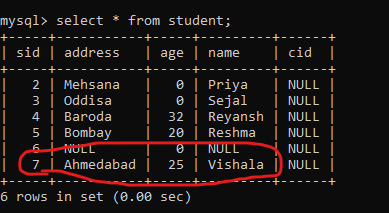 mysql> select * from student;
+-----+-----------+-----+---------+------+
| sid | address | age | name | cid |
+-----+-----------+-----+---------+------+
| 2 | Mehsana | 0 | Priya | NULL |
| 3 | Oddisa | 0 | Sejal | NULL |
| 4 | Baroda | 32 | Reyansh | NULL |
| 5 | Bombay | 20 | Reshma | NULL |
| 6 | NULL | 0 | NULL | NULL |
| 7 | Ahmedabad | 25 | Vishala | NULL |
+-----+-----------+-----+---------+------+
6 rows in set (0.00 sec)